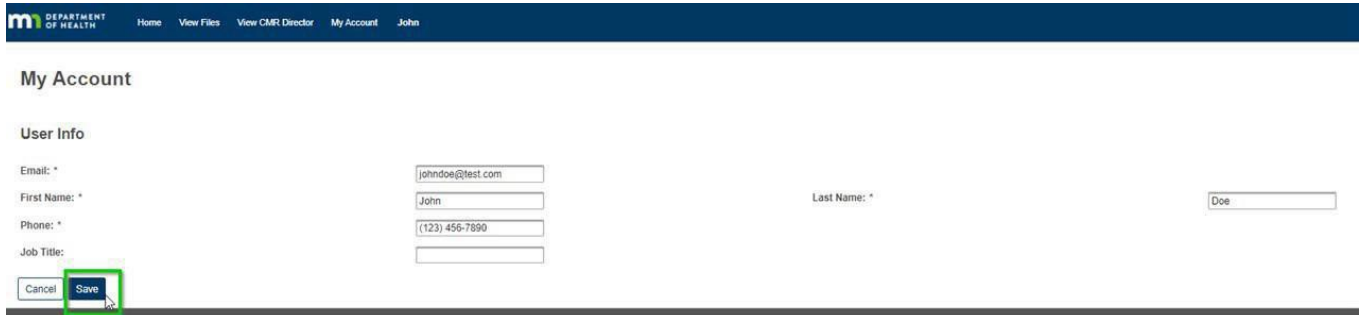 DEPARTMENT
OF HEALTH
Home View Files View CMR Director My Account John
My Account
User Info
Email: * johndoe@test.com
First Name: * John Last Name: * Doe
Phone: * (123) 456-7890
Job Title:
Cancel Save